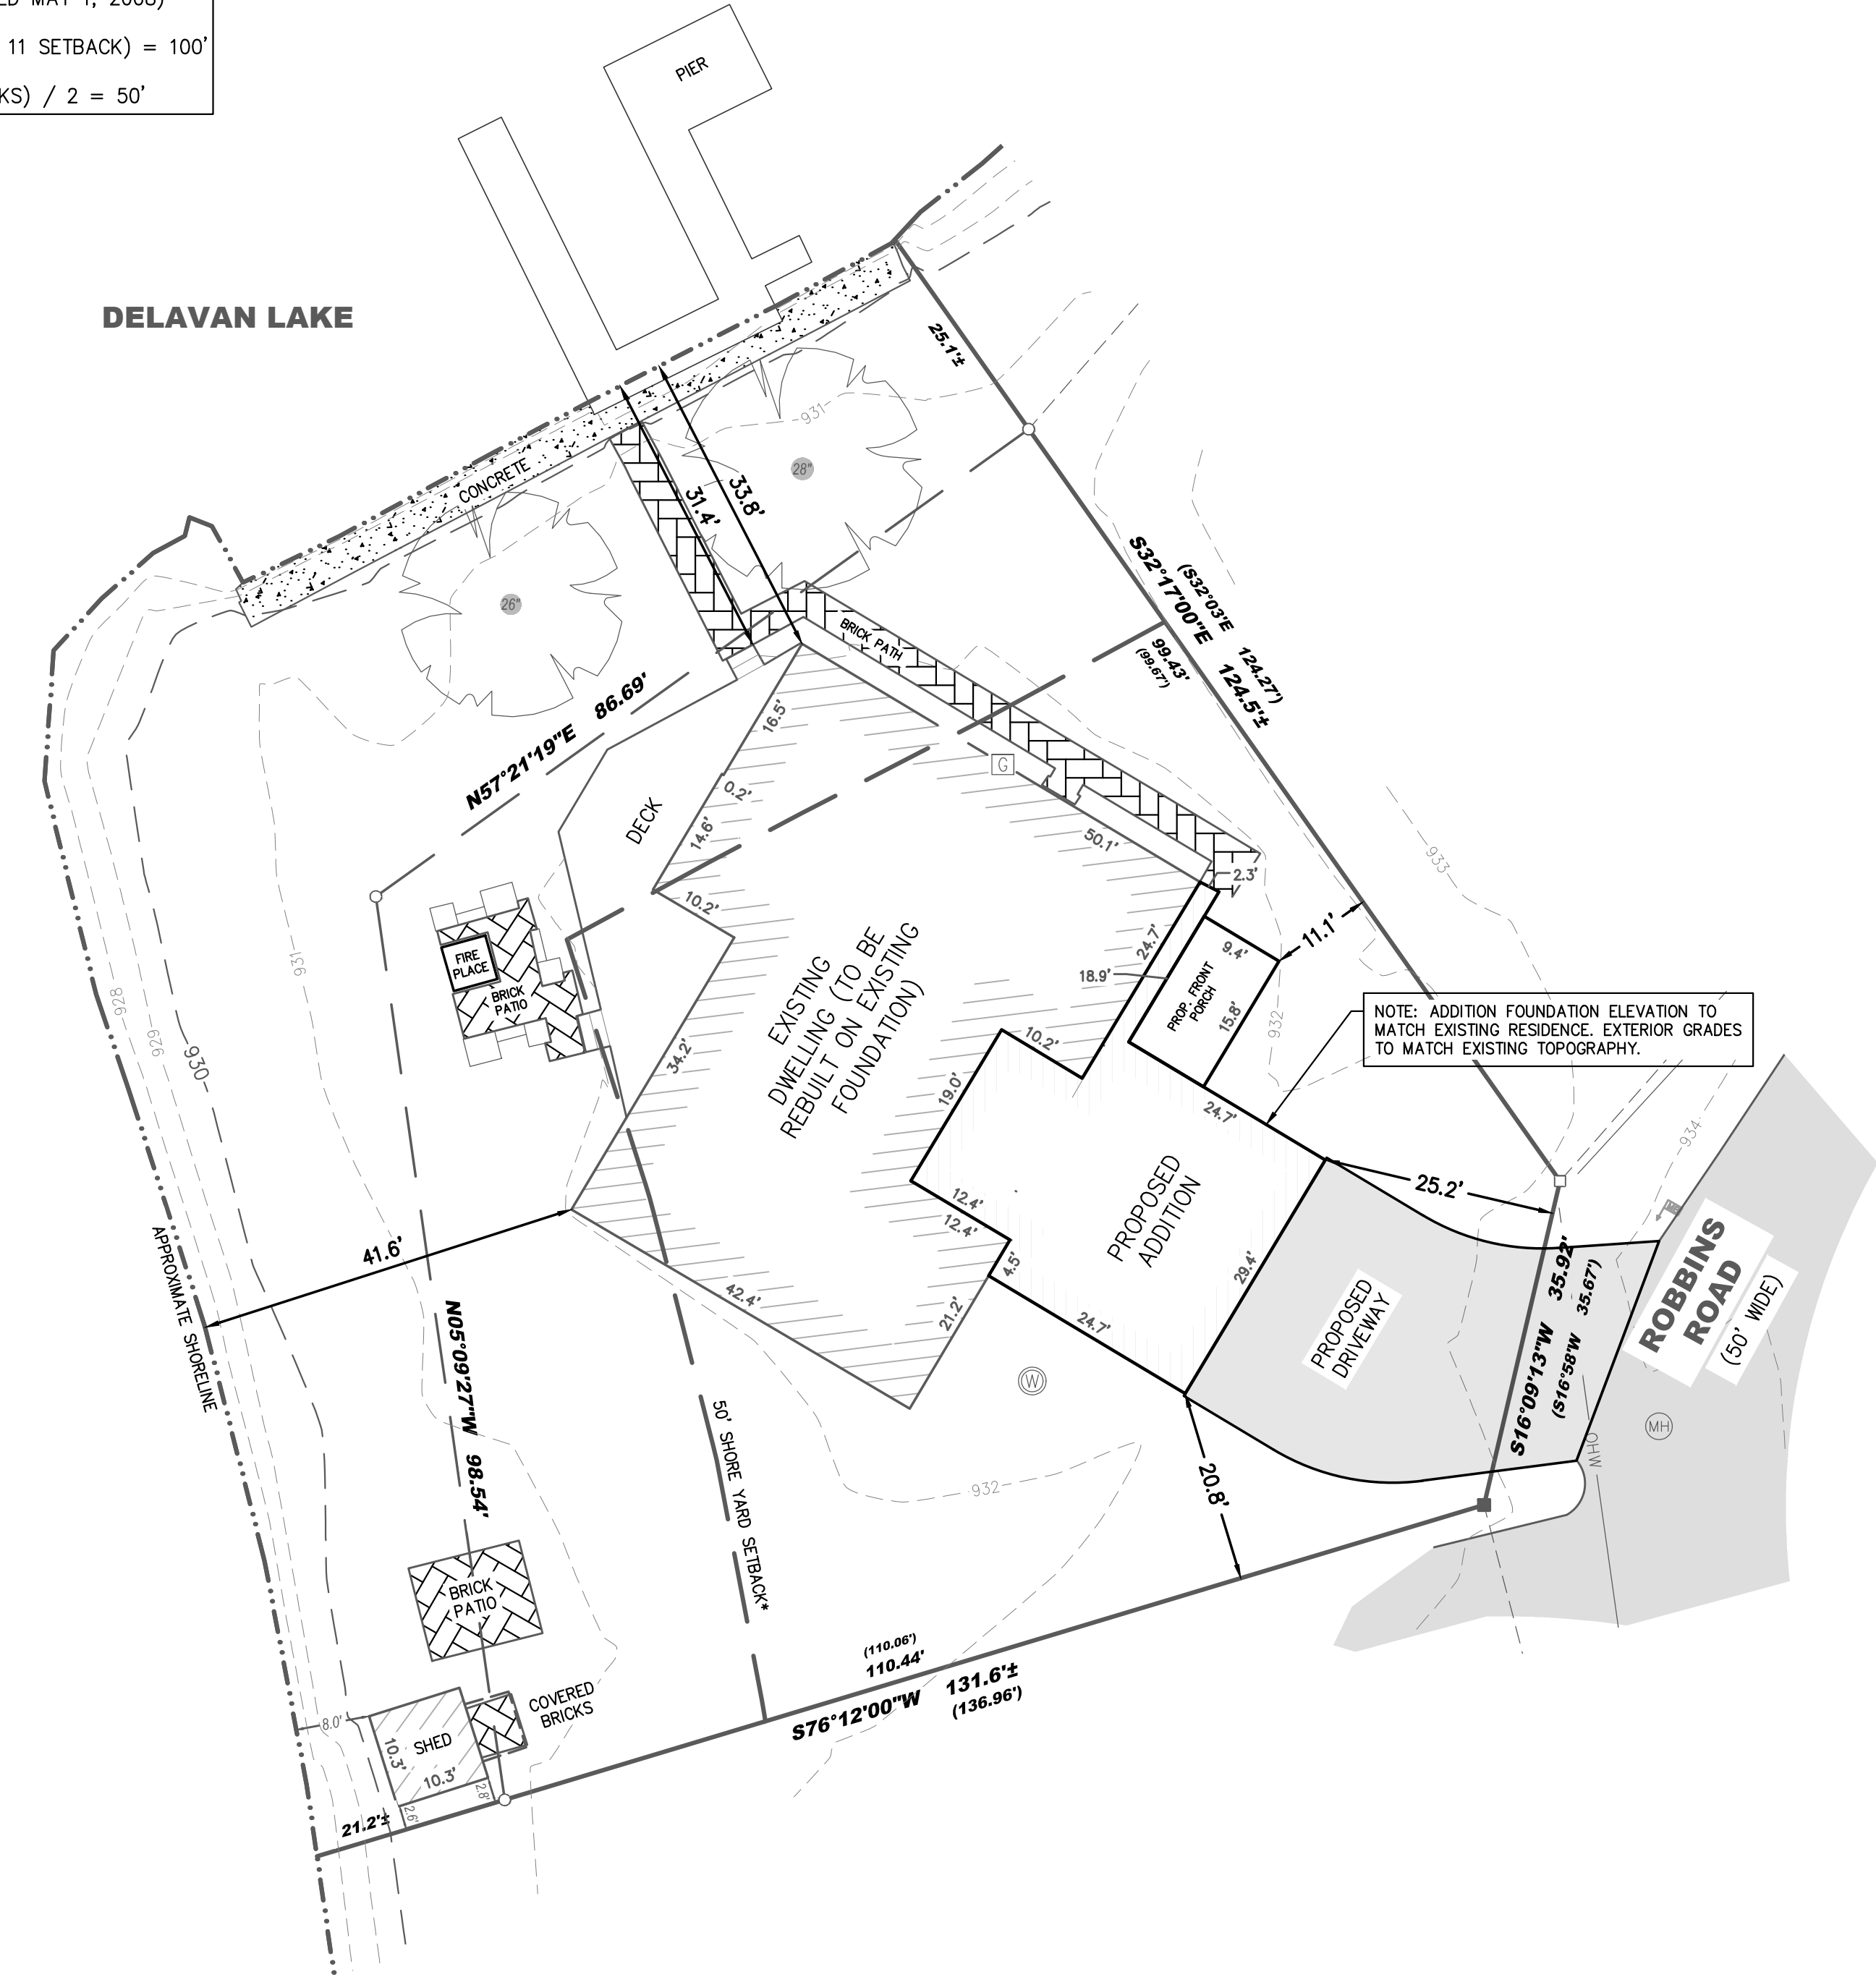 ED MAY 1, 2008)
11 SETBACK) = 100'
KS) / 2 = 50'
PIER
DELAVAN LAKE
25.1'±
931
28"
CONCRETE
33.8'
31.4'
26"
BRICK PATH
S32°17'00"E 124.5'±
(S32°03'E 124.27')
99.43'
(99.67')
N57°21'19"E 86.69'
16.5'
0.2'
14.6'
DECK
G
50.1'
2.3'
933
10.2'
24.7'
11.1'
9.4'
18.9'
PROP. FRONT
PORCH
15.8'
932
FIRE
PLACE
BRICK
PATIO
931
928
929
930
EXISTING
DWELLING (TO BE
REBUILT ON EXISTING
FOUNDATION)
34.2'
10.2'
19.0'
NOTE: ADDITION FOUNDATION ELEVATION TO
MATCH EXISTING RESIDENCE. EXTERIOR GRADES
TO MATCH EXISTING TOPOGRAPHY.
24.7'
934
25.2'
12.4'
12.4'
4.5'
PROPOSED
ADDITION
29.4'
41.6'
42.4'
21.2'
24.7'
APPROXIMATE SHORELINE
N05°09'27"W 98.54'
PROPOSED
DRIVEWAY
S16°09'13"W 35.92'
(S16°58'W 35.67')
ROBBINS
ROAD
(50' WIDE)
W
MH
OHW
50' SHORE YARD SETBACK*
932
20.8'
BRICK
PATIO
(110.06')
110.44'
S76°12'00"W 131.6'±
(136.96')
COVERED
BRICKS
8.0'
SHED
10.3'
10.3'
2.8'
2.6'
21.2'±